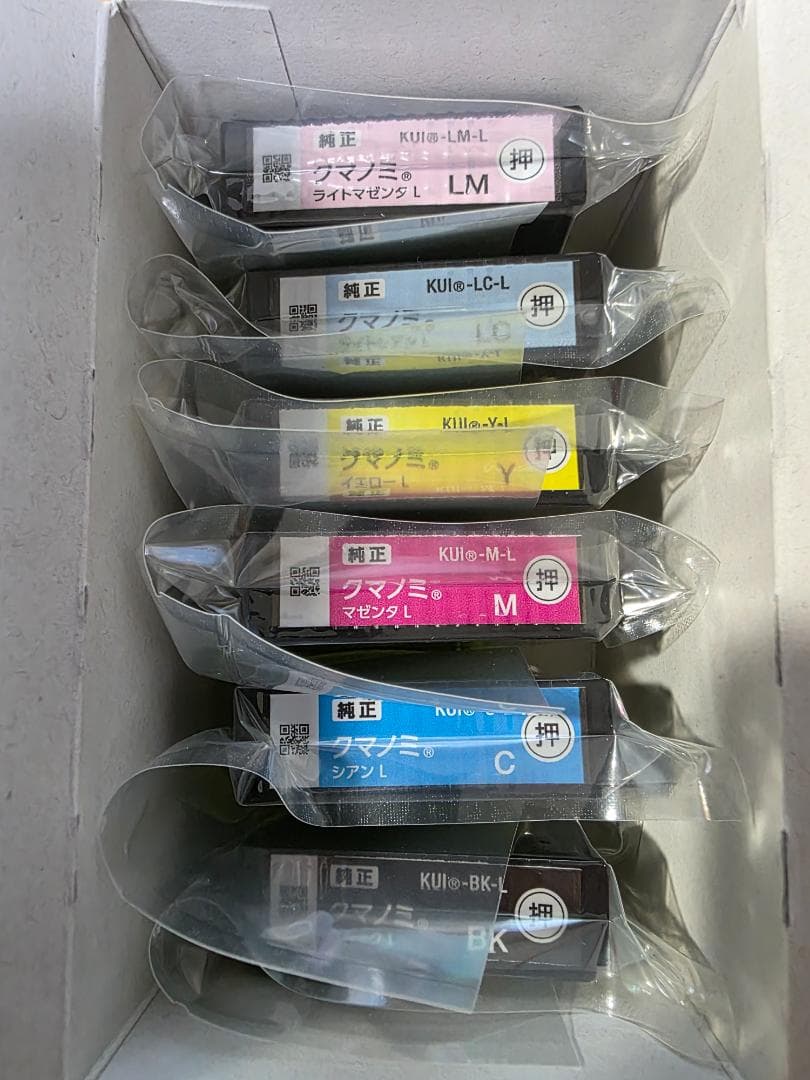 純正 KUI®-LM-L
押
クマノミ®
ライトマゼンタ L LM
純正 KUI®-LC-L
押
クマノミ
LC
純正 KUI®-Y-L
押
クマノミ®
イエロー L Y
純正 KUI®-M-L
押
クマノミ®
マゼンタ L M
純正
押
クマノミ®
シアン L C
純正 KUI®-BK-L
押
クマノミ®
BK